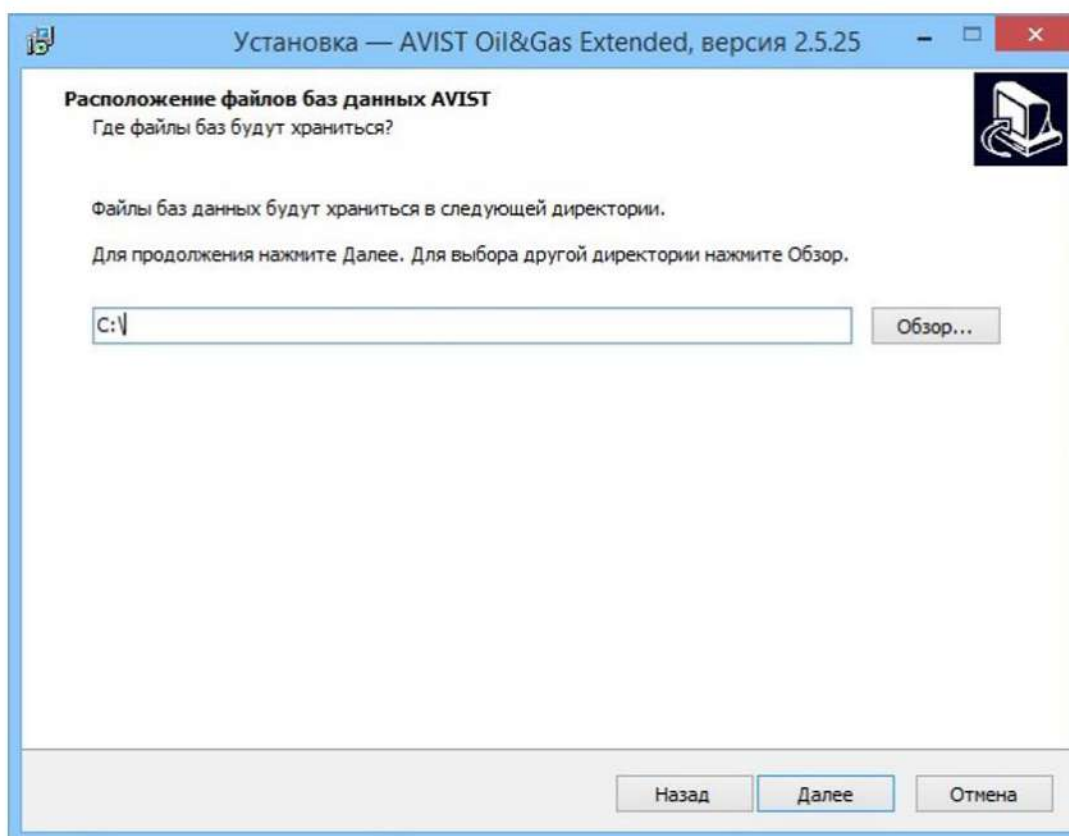 Установка — AVIST Oil&Gas Extended, версия 2.5.25
Расположение файлов баз данных AVIST
Где файлы баз будут храниться?
Файлы баз данных будут храниться в следующей директории.
Для продолжения нажмите Далее. Для выбора другой директории нажмите Обзор.
C:\
Обзор...
Назад
Далее
Отмена